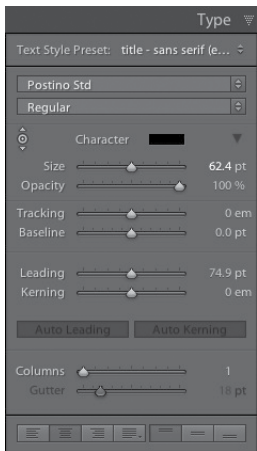 Type
Text Style Preset: title - sans serif (e...
Postino Std
Regular
Character
Size 62.4 pt
Opacity 100 %
Tracking 0 em
Baseline 0.0 pt
Leading 74.9 pt
Kerning 0 em
Auto Leading Auto Kerning
Columns 1
Gutter 18 pt